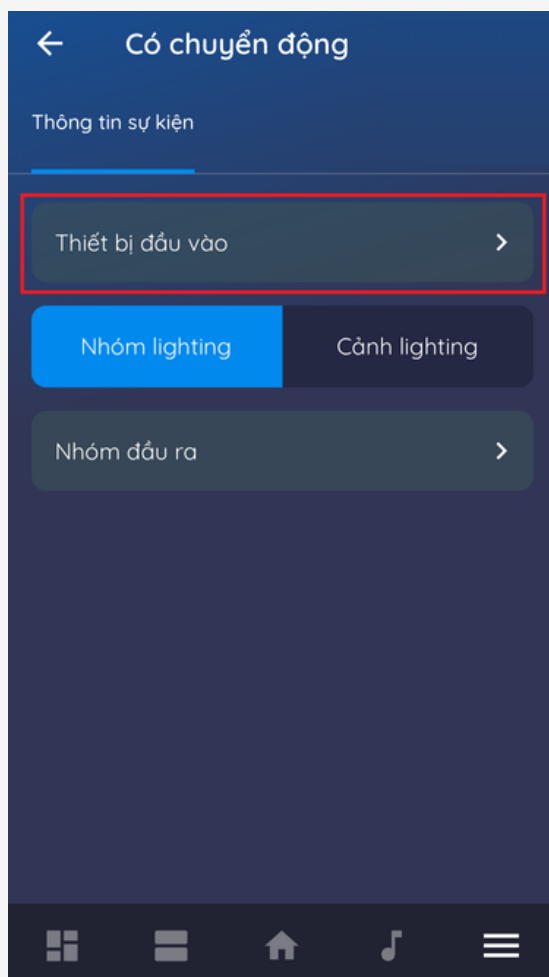 Có chuyển động
Thông tin sự kiện
Thiết bị đầu vào
Nhóm lighting
Cảnh lighting
Nhóm đầu ra